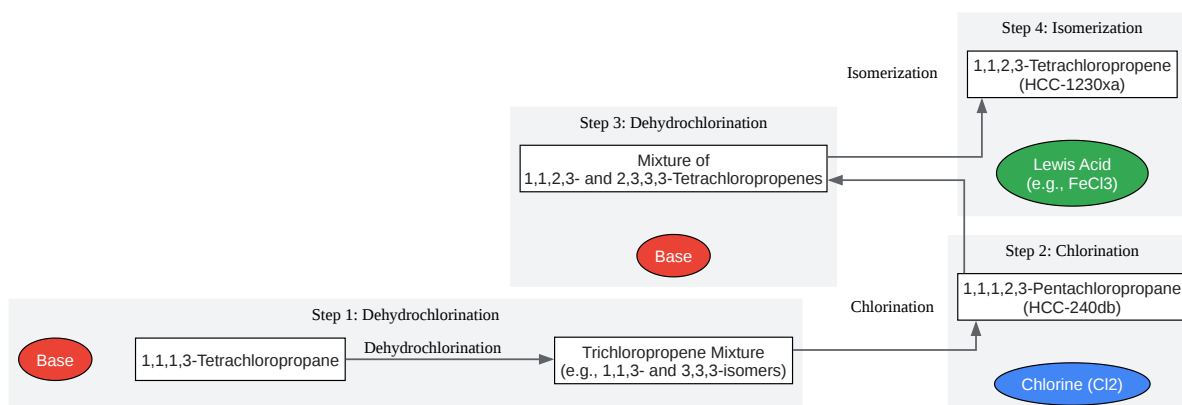 Step 4: Isomerization
Isomerization
1,1,2,3-Tetrachloropropene
(HCC-1230xa)
Lewis Acid
(e.g., FeCl3)
Step 3: Dehydrochlorination
Mixture of
1,1,2,3- and 2,3,3,3-Tetrachloropropenes
Base
Step 2: Chlorination
Chlorination
1,1,1,2,3-Pentachloropropane
(HCC-240db)
Chlorine (Cl2)
Step 1: Dehydrochlorination
Base
1,1,1,3-Tetrachloropropane
Dehydrochlorination
Trichloropropene Mixture
(e.g., 1,1,3- and 3,3,3-isomers)